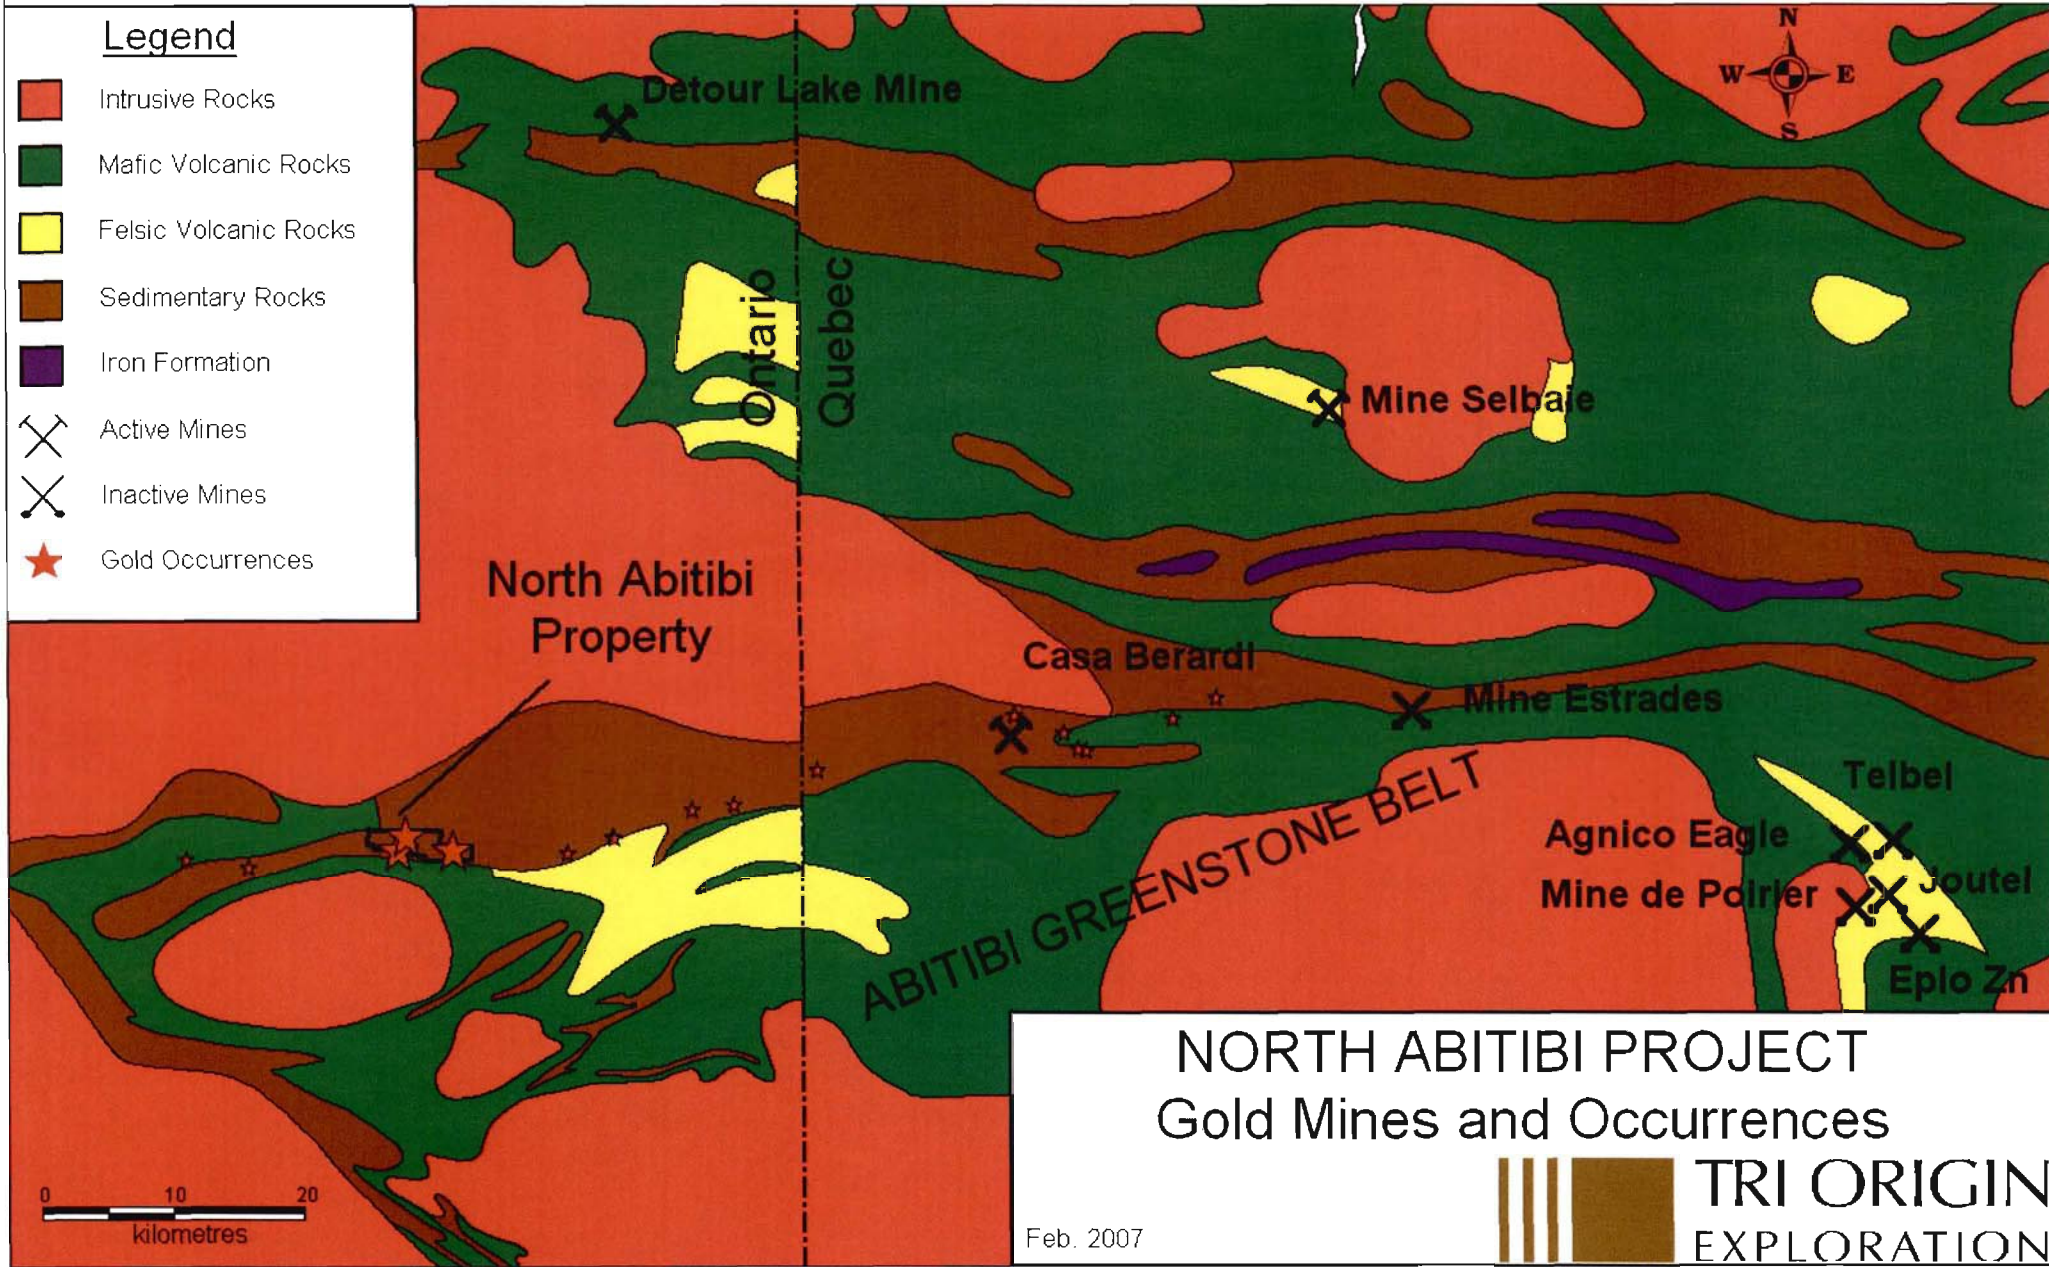 Legend
Intrusive Rocks
Mafic Volcanic Rocks
Felsic Volcanic Rocks
Sedimentary Rocks
Iron Formation
Active Mines
Inactive Mines
Gold Occurrences
N
W E
S
Detour Lake Mine
Ontario
Quebec
Mine Selbaie
North Abitibi
Property
Casa Berardi
Mine Estrades
ABITIBI GREENSTONE BELT
Telbel
Agnico Eagle
Joutel
Mine de Poirier
Eplo Zn
0 10 20
kilometres
NORTH ABITIBI PROJECT
Gold Mines and Occurrences
Feb. 2007
TRI ORIGIN
EXPLORATION